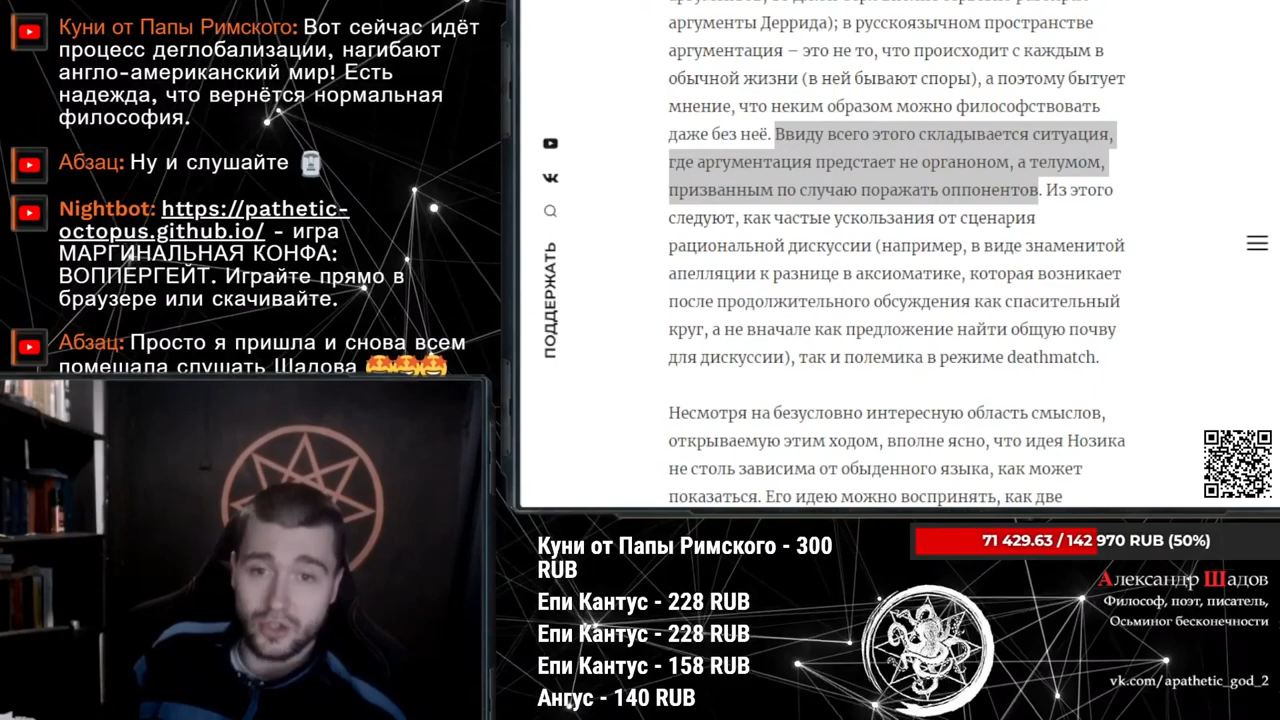 Куни от Папы Римского: Вот сейчас идёт
процесс деглобализации, нагибают
англо-американский мир! Есть
надежда, что вернётся нормальная
философия.
Абзац: Ну и слушайте
Nightbot: https://pathetic-
octopus.github.io/ - игра
МАРГИНАЛЬНАЯ КОНФА:
ВОППЕРГЕЙТ. Играйте прямо в
браузере или скачивайте.
Абзац: Просто я пришла и снова всем
помешала слушать Шадова
ПОДДЕРЖАТЬ
аргументы Деррида); в русскоязычном пространстве
аргументация – это не то, что происходит с каждым в
обычной жизни (в ней бывают споры), а поэтому бытует
мнение, что неким образом можно философствовать
даже без неё. Ввиду всего этого складывается ситуация,
где аргументация предстает не органоном, а телумом,
призванным по случаю поражать оппонентов. Из этого
следуют, как частые ускользания от сценария
рациональной дискуссии (например, в виде знаменитой
апелляции к разнице в аксиоматике, которая возникает
после продолжительного обсуждения как спасительный
круг, а не вначале как предложение найти общую почву
для дискуссии), так и полемика в режиме deathmatch.
Несмотря на безусловно интересную область смыслов,
открываемую этим ходом, вполне ясно, что идея Нозика
не столь зависима от обыденного языка, как может
показаться. Его идею можно воспринять, как две
Куни от Папы Римского - 300
RUB
Епи Кантус - 228 RUB
Епи Кантус - 228 RUB
Епи Кантус - 158 RUB
Ангус - 140 RUB
71 429.63 / 142 970 RUB (50%)
Александр Шадов
Философ, поэт, писатель,
Осьминог бесконечности
vk.com/apathetic_god_2